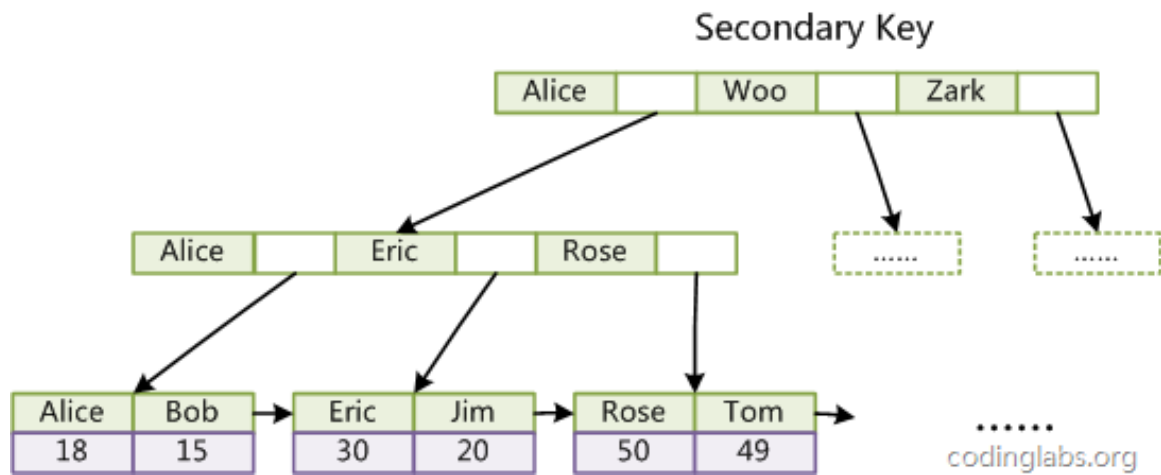 Secondary Key
Alice Woo Zark
Alice Eric Rose
...... ......
Alice Bob Eric Jim Rose Tom
18 15 30 20 50 49
......
codinglabs.org